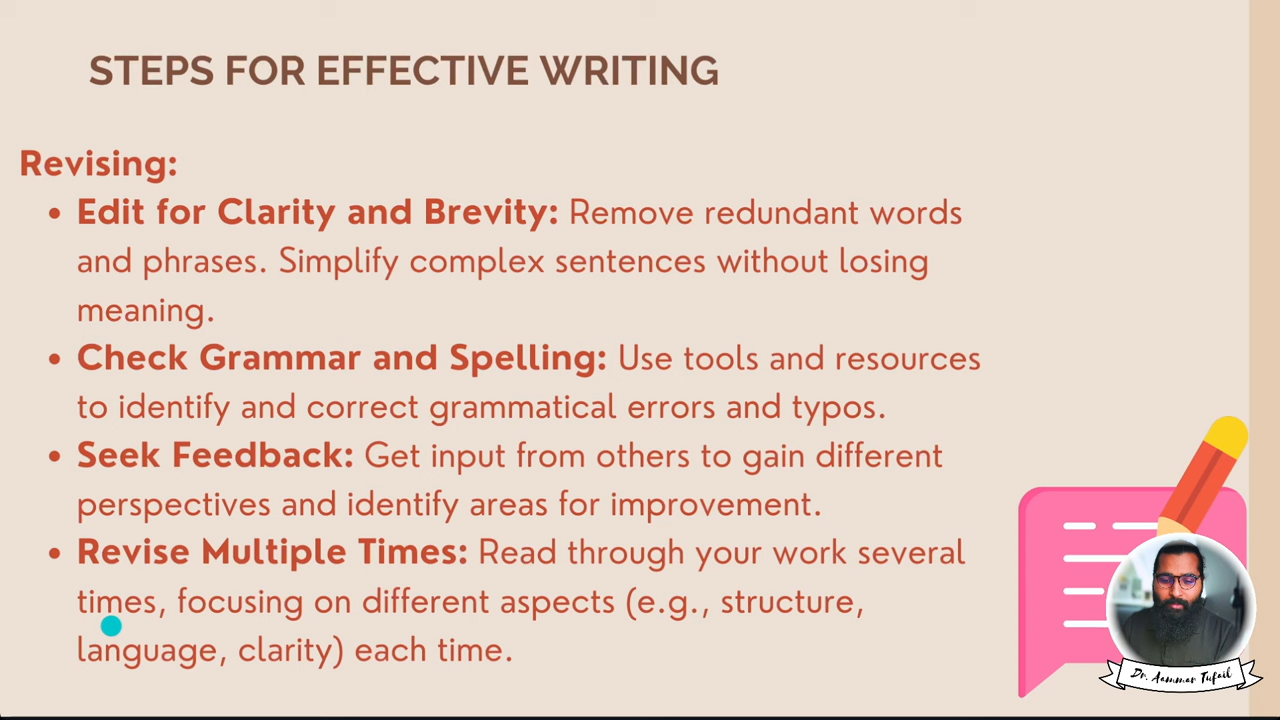 STEPS FOR EFFECTIVE WRITING
Revising:
• Edit for Clarity and Brevity: Remove redundant words
and phrases. Simplify complex sentences without losing
meaning.
• Check Grammar and Spelling: Use tools and resources
to identify and correct grammatical errors and typos.
• Seek Feedback: Get input from others to gain different
perspectives and identify areas for improvement.
• Revise Multiple Times: Read through your work several
times, focusing on different aspects (e.g., structure,
language, clarity) each time.
Dr. Aammar Tufail